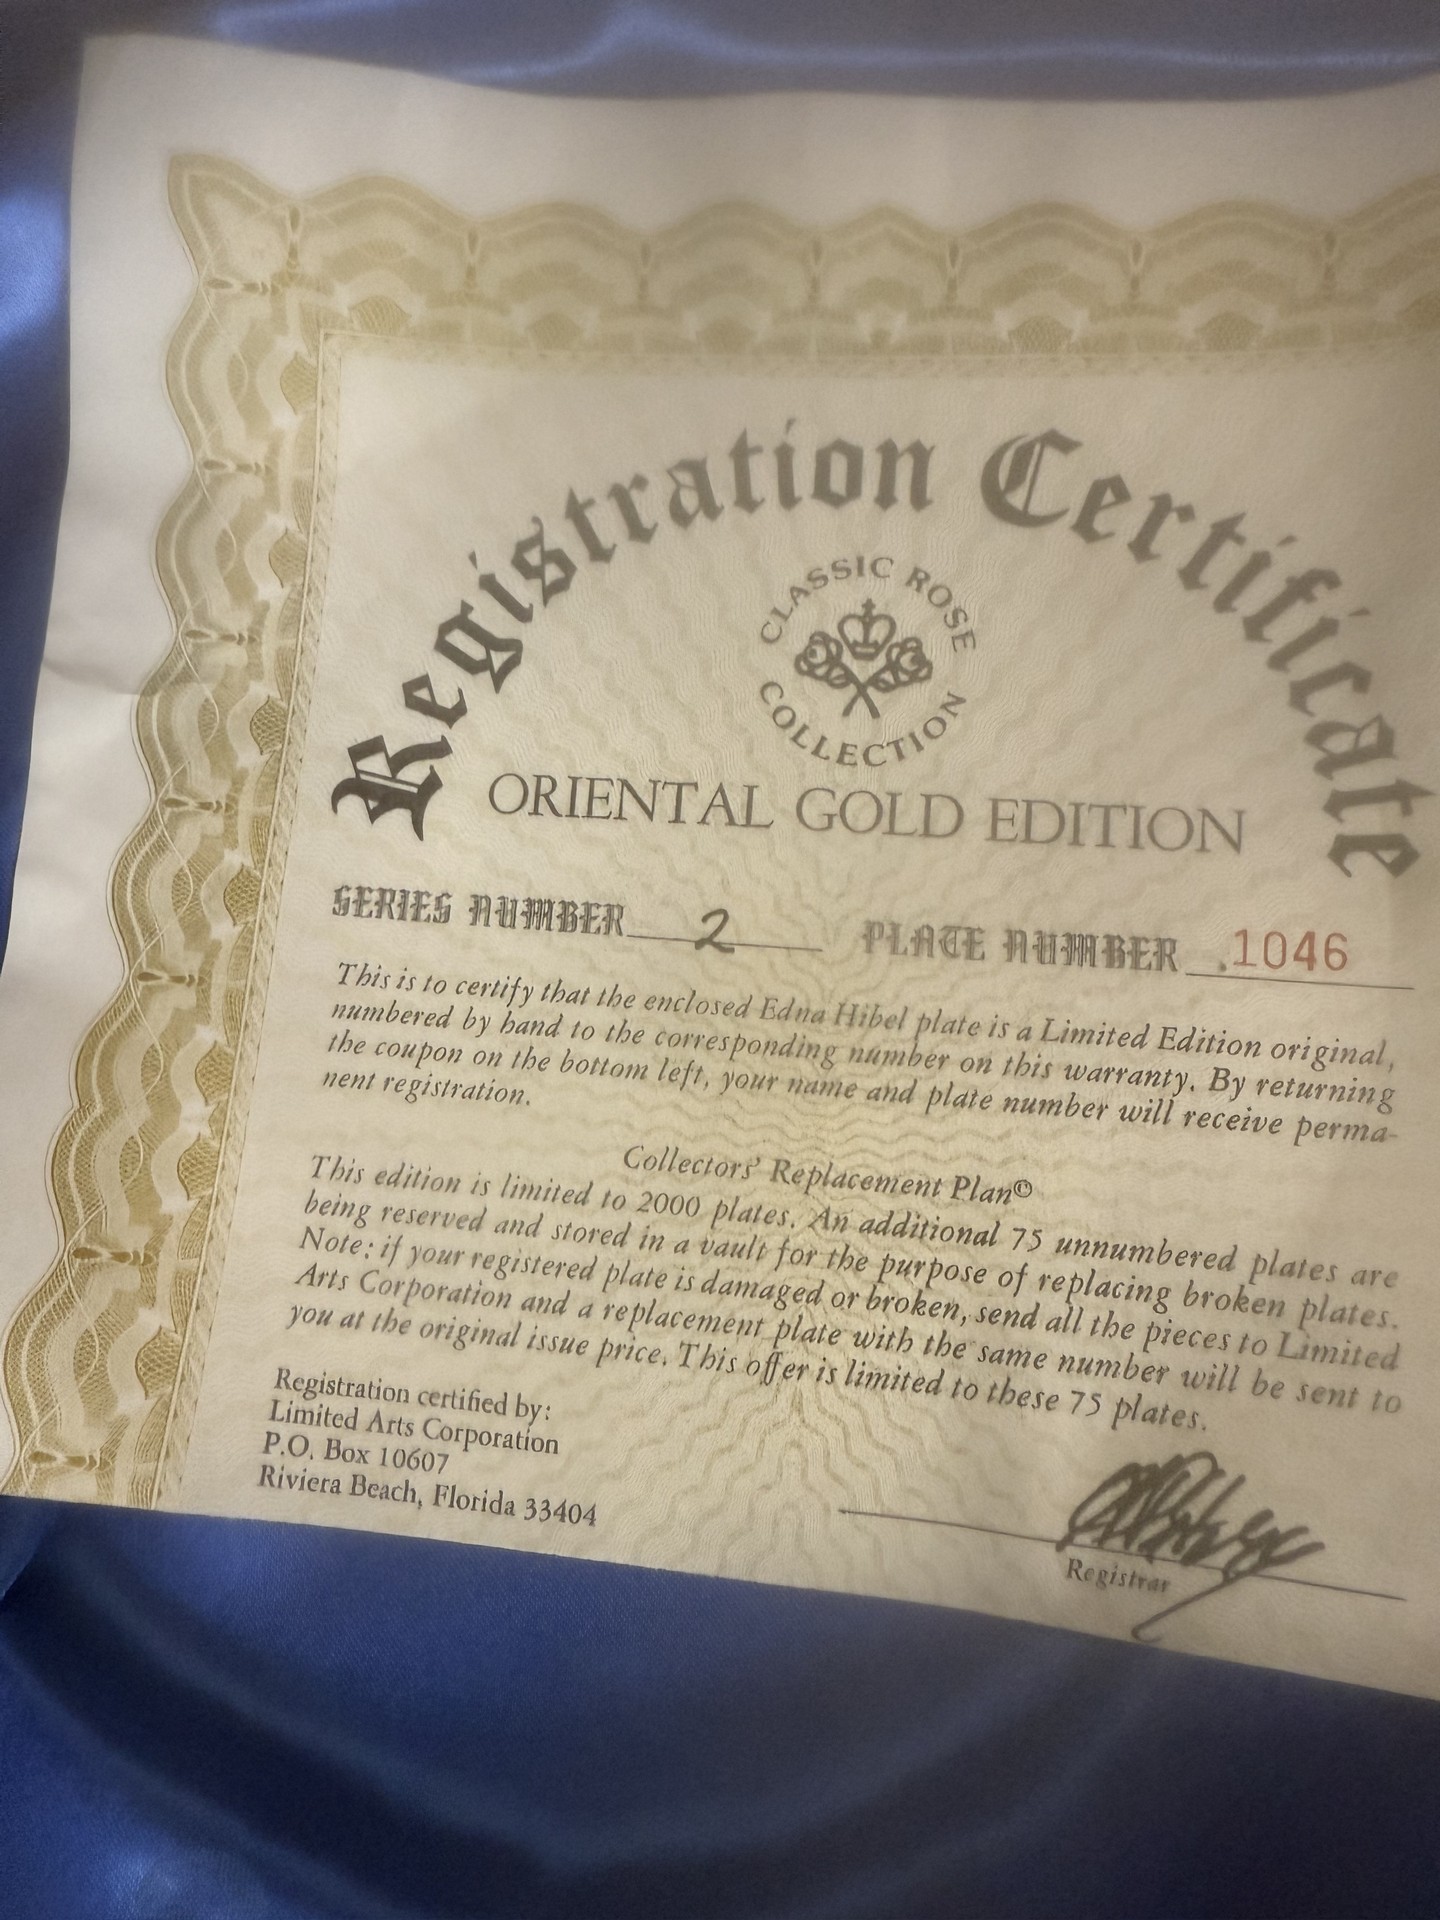 Registration Certificate
CLASSIC ROSE
COLLECTION
ORIENTAL GOLD EDITION
SERIES NUMBER 2 PLATE NUMBER .1046
This is to certify that the enclosed Edna Hibel plate is a Limited Edition original,
numbered by hand to the corresponding number on this warranty. By returning
the coupon on the bottom left, your name and plate number will receive perma-
nent registration.
Collectors' Replacement Plan©
This edition is limited to 2000 plates. An additional 75 unnumbered plates are
being reserved and stored in a vault for the purpose of replacing broken plates.
Note: if your registered plate is damaged or broken, send all the pieces to Limited
Arts Corporation and a replacement plate with the same number will be sent to
you at the original issue price. This offer is limited to these 75 plates.
Registration certified by:
Limited Arts Corporation
P.O. Box 10607
Riviera Beach, Florida 33404
Registrar